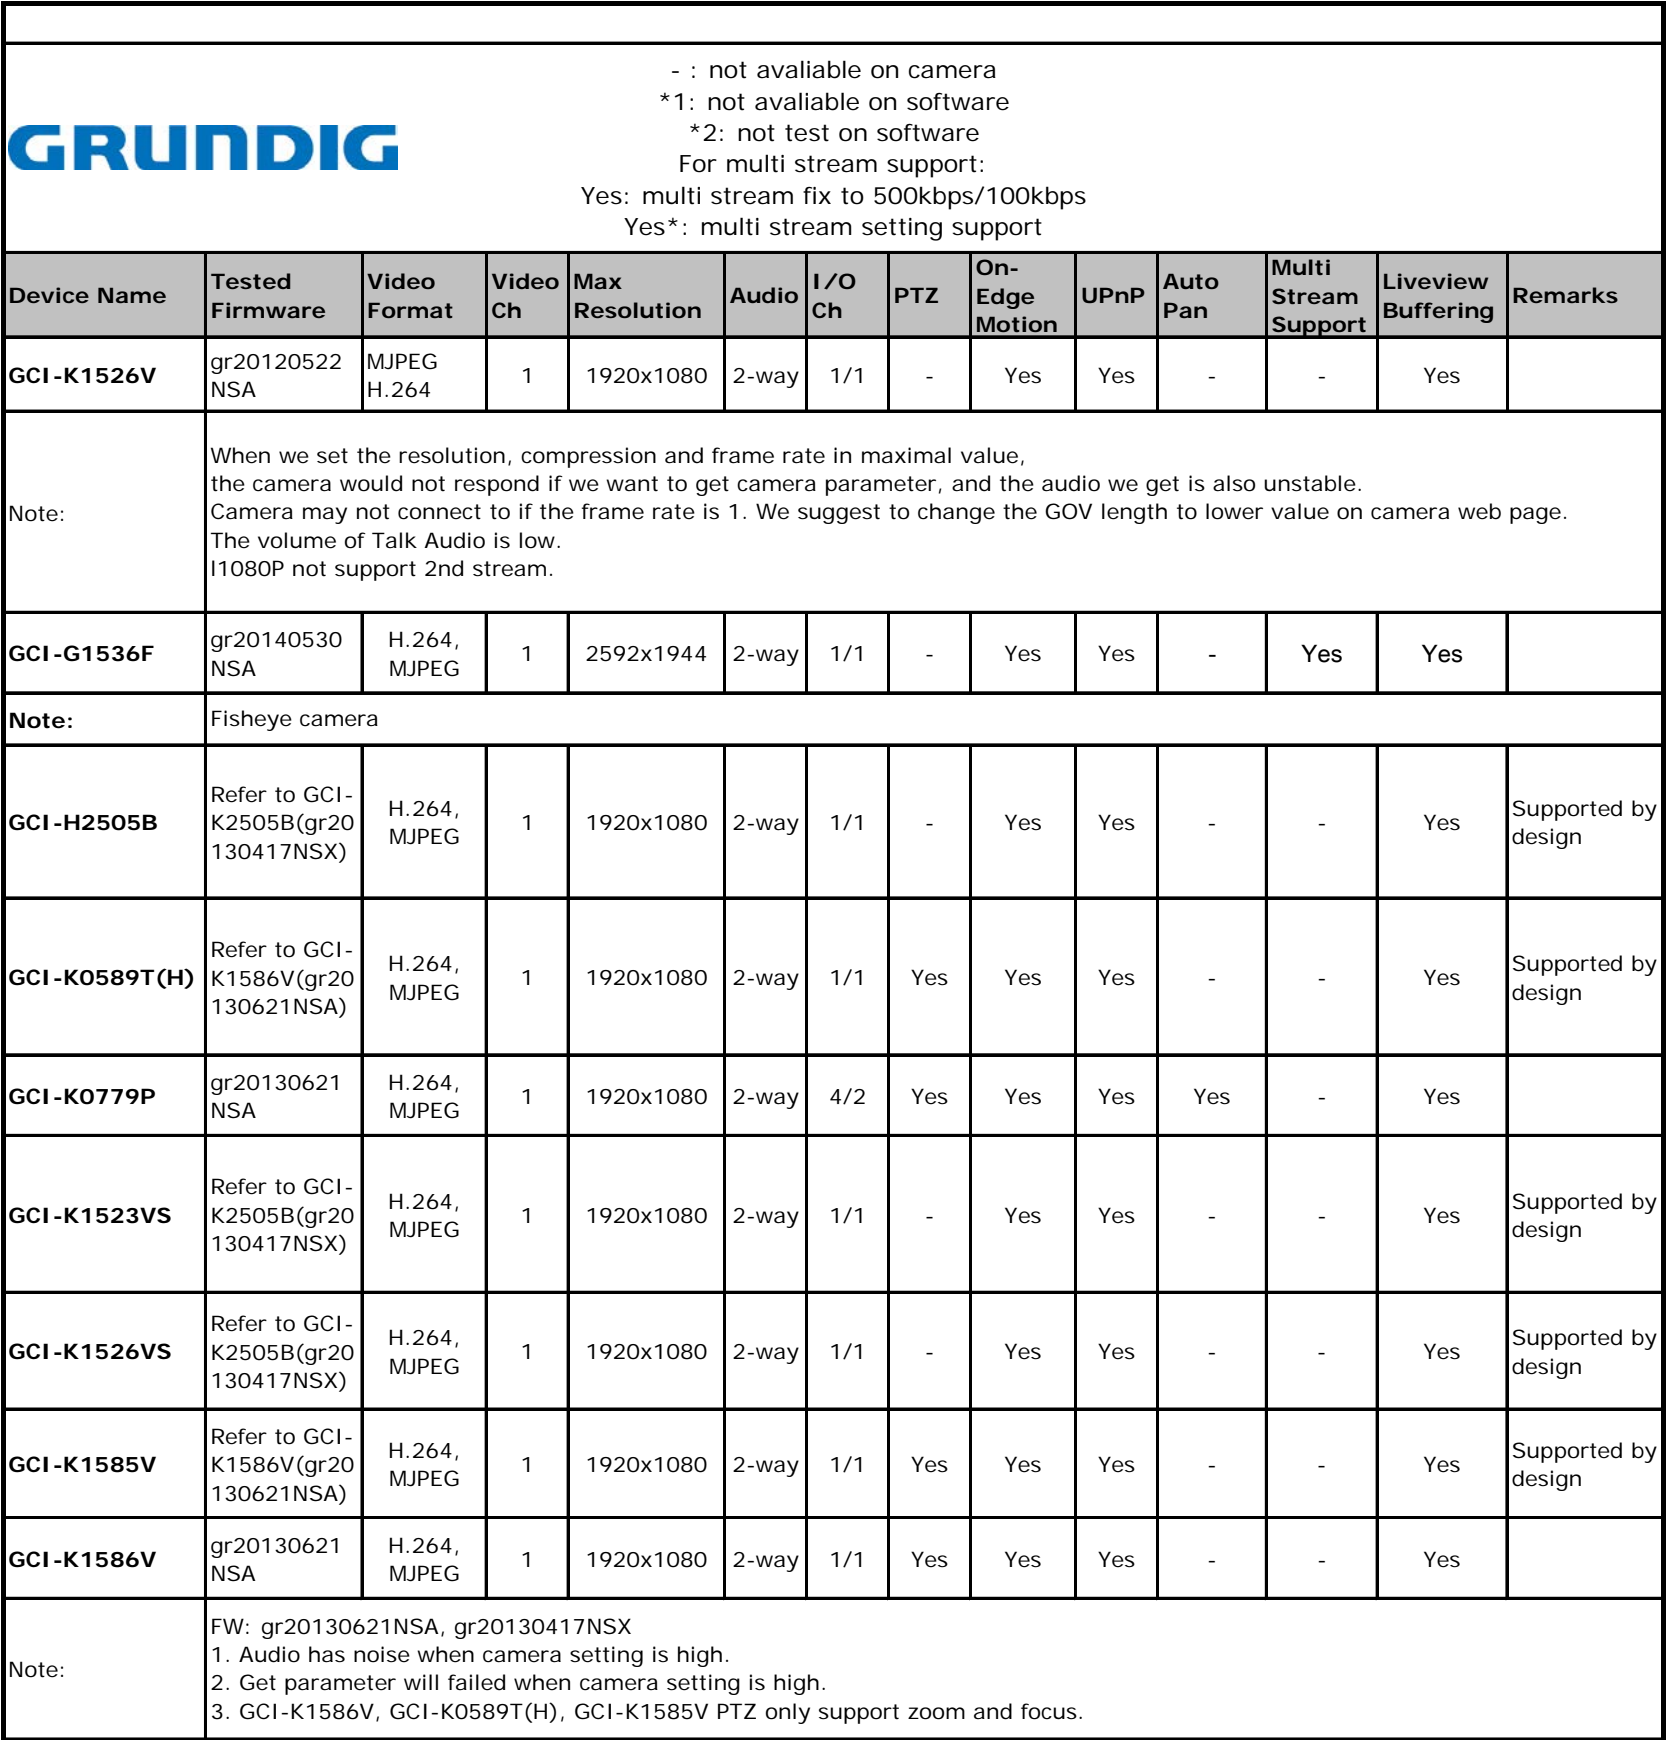 - : not avaliable on camera
*1: not avaliable on software
*2: not test on software
For multi stream support:
Yes: multi stream fix to 500kbps/100kbps
Yes*: multi stream setting support
GRUNDIG
Device Name Tested Firmware Video Format Video Ch Max Resolution Audio I/O Ch PTZ On-Edge Motion UPnP Auto Pan Multi Stream Support Liveview Buffering Remarks
GCI-K1526V gr20120522 NSA MJPEG H.264 1 1920x1080 2-way 1/1 - Yes Yes - - Yes
Note:
When we set the resolution, compression and frame rate in maximal value,
the camera would not respond if we want to get camera parameter, and the audio we get is also unstable.
Camera may not connect to if the frame rate is 1. We suggest to change the GOV length to lower value on camera web page.
The volume of Talk Audio is low.
I1080P not support 2nd stream.
GCI-G1536F gr20140530 NSA H.264, MJPEG 1 2592x1944 2-way 1/1 - Yes Yes - Yes Yes
Note: Fisheye camera
GCI-H2505B Refer to GCI-K2505B(gr20130417NSX) H.264, MJPEG 1 1920x1080 2-way 1/1 - Yes Yes - - Yes Supported by design
GCI-K0589T(H) Refer to GCI-K1586V(gr20130621NSA) H.264, MJPEG 1 1920x1080 2-way 1/1 Yes Yes Yes - - Yes Supported by design
GCI-K0779P gr20130621 NSA H.264, MJPEG 1 1920x1080 2-way 4/2 Yes Yes Yes Yes - Yes
GCI-K1523VS Refer to GCI-K2505B(gr20130417NSX) H.264, MJPEG 1 1920x1080 2-way 1/1 - Yes Yes - - Yes Supported by design
GCI-K1526VS Refer to GCI-K2505B(gr20130417NSX) H.264, MJPEG 1 1920x1080 2-way 1/1 - Yes Yes - - Yes Supported by design
GCI-K1585V Refer to GCI-K1586V(gr20130621NSA) H.264, MJPEG 1 1920x1080 2-way 1/1 Yes Yes Yes - - Yes Supported by design
GCI-K1586V gr20130621 NSA H.264, MJPEG 1 1920x1080 2-way 1/1 Yes Yes Yes - - Yes
Note:
FW: gr20130621NSA, gr20130417NSX
1. Audio has noise when camera setting is high.
2. Get parameter will failed when camera setting is high.
3. GCI-K1586V, GCI-K0589T(H), GCI-K1585V PTZ only support zoom and focus.